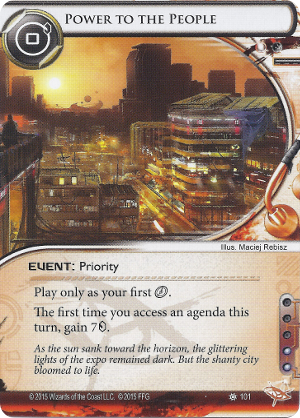 POWER TO THE PEOPLE
0
Illus. Maciej Rebisz
EVENT: Priority
Play only as your first .
The first time you access an agenda this
turn, gain 7 .
As the sun sank toward the horizon, the glittering
lights of the expo remained dark. But the shanty city
bloomed to life.
© 2015 Wizards of the Coast LLC. © 2015 FFG
101